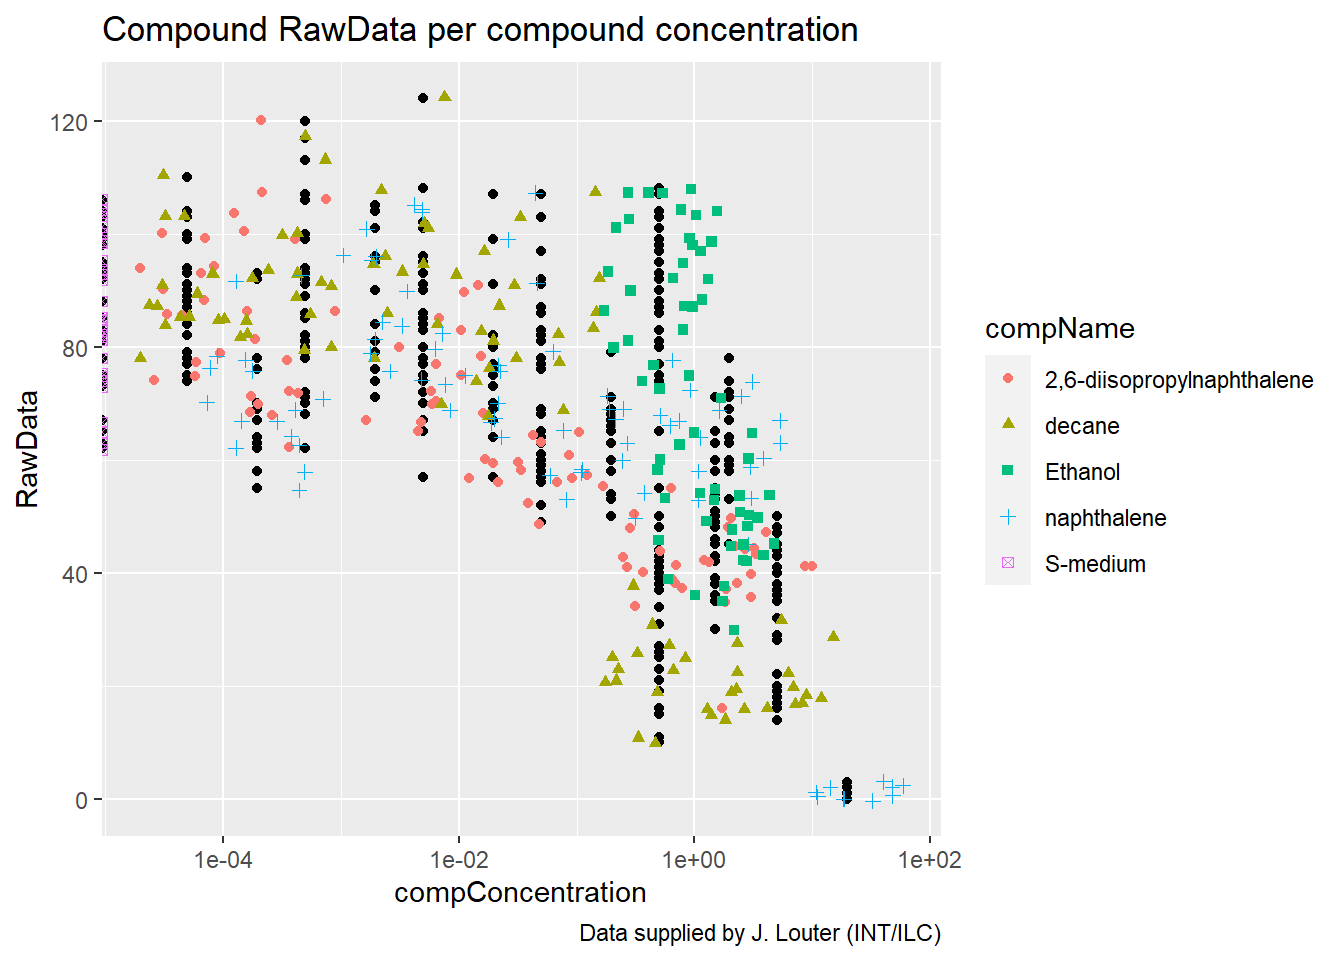 Compound RawData per compound concentration
RawData
120
80
40
0
1e-04 1e-02 1e+00 1e+02
compConcentration
compName
2,6-diisopropylnaphthalene
decane
Ethanol
naphthalene
S-medium
Data supplied by J. Louter (INT/ILC)